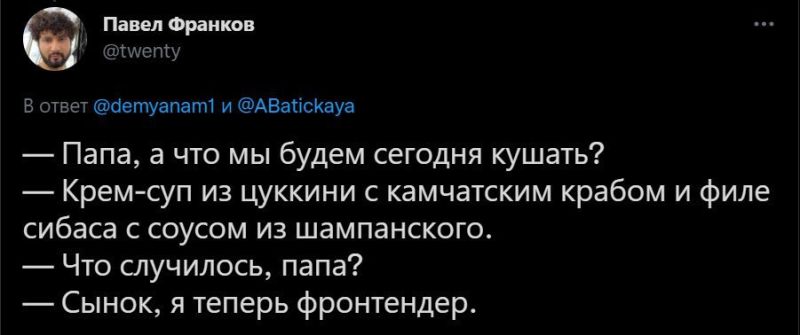 Павел Франков
@twenty
В ответ @demyanam1 и @ABatickaya
— Папа, а что мы будем сегодня кушать?
— Крем-суп из цуккини с камчатским крабом и филе
сибаса с соусом из шампанского.
— Что случилось, папа?
— Сынок, я теперь фронтендер.